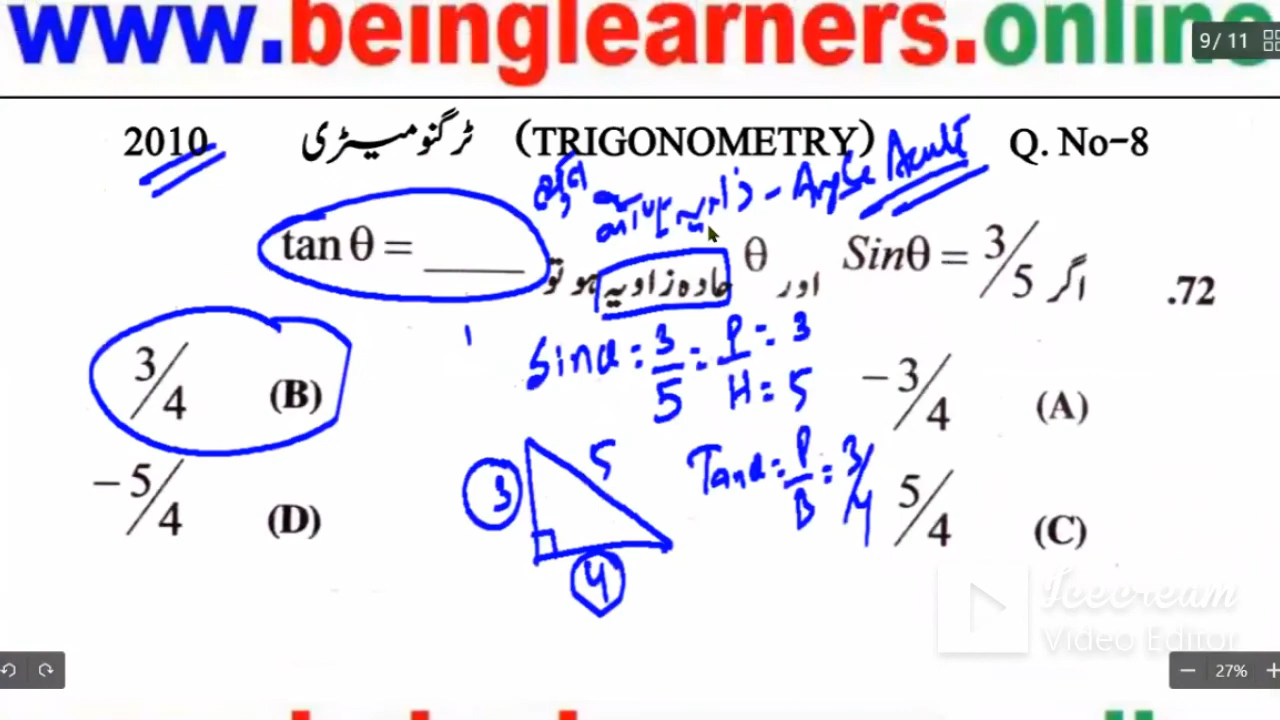 www.beinglearners.online
9/ 11
2010 ٹرگنومیٹری (TRIGONOMETRY) Q. No-8
Angle Acute
.72 اگر Sinθ = 3/5 اور θ حادہ زاویہ ہو تو tan θ = ____
Sinα = 3/5 = P/H = 3/5
3/4 (B)
-3/4 (A)
3 5 4
Tanα = P/B = 3/4
-5/4 (D)
5/4 (C)
Icecream
Video Editor
27%